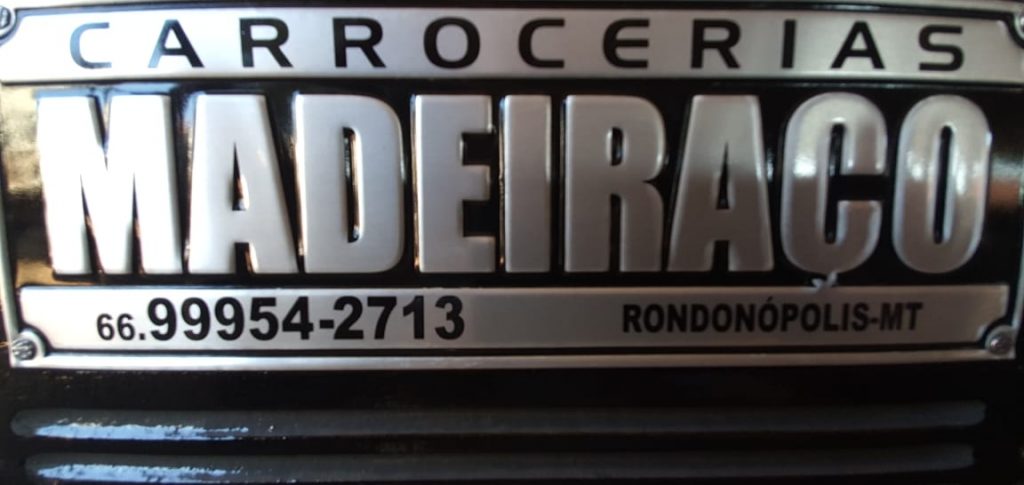 CARROCERIAS
MADEIRAÇO
66.99954-2713 RONDONÓPOLIS-MT